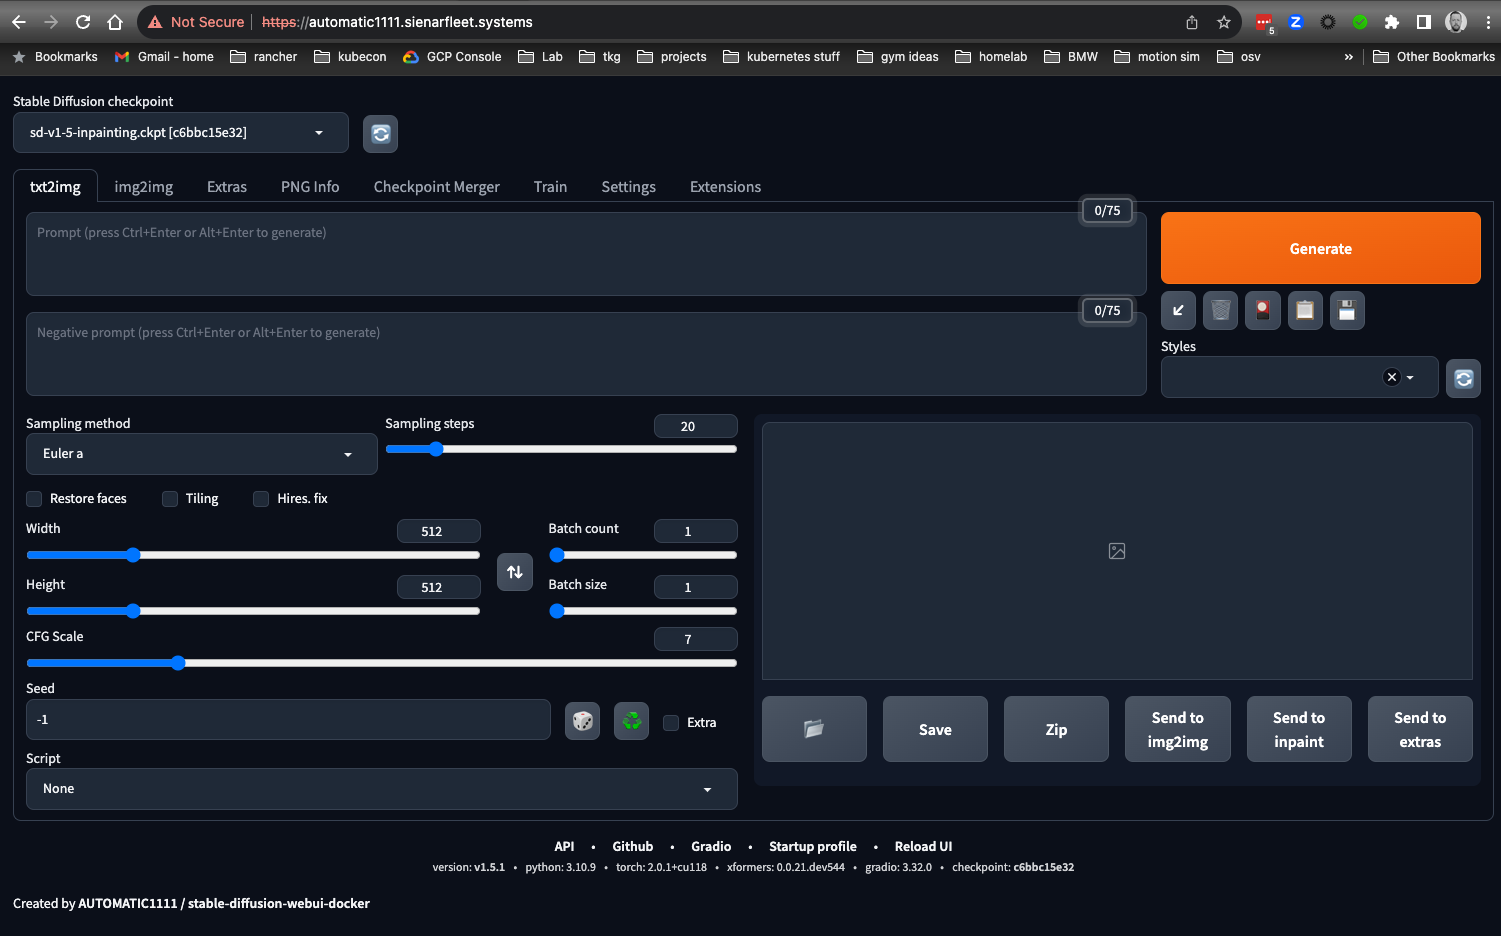 Not Secure | https://automatic1111.sienarfleet.systems
5
Z
Bookmarks Gmail - home rancher kubecon GCP Console Lab tkg projects kubernetes stuff gym ideas homelab BMW motion sim osv » Other Bookmarks
Stable Diffusion checkpoint
sd-v1-5-inpainting.ckpt [c6bbc15e32]
txt2img img2img Extras PNG Info Checkpoint Merger Train Settings Extensions
0/75
Prompt (press Ctrl+Enter or Alt+Enter to generate)
Generate
0/75
Negative prompt (press Ctrl+Enter or Alt+Enter to generate)
Styles
Sampling method
Euler a
Sampling steps
20
Restore faces Tiling Hires. fix
Width
512
Batch count
1
Height
512
Batch size
1
CFG Scale
7
Seed
-1
Extra
Script
None
Save
Zip
Send to
img2img
Send to
inpaint
Send to
extras
API • Github • Gradio • Startup profile • Reload UI
version: v1.5.1 • python: 3.10.9 • torch: 2.0.1+cu118 • xformers: 0.0.21.dev544 • gradio: 3.32.0 • checkpoint: c6bbc15e32
Created by AUTOMATIC1111 / stable-diffusion-webui-docker